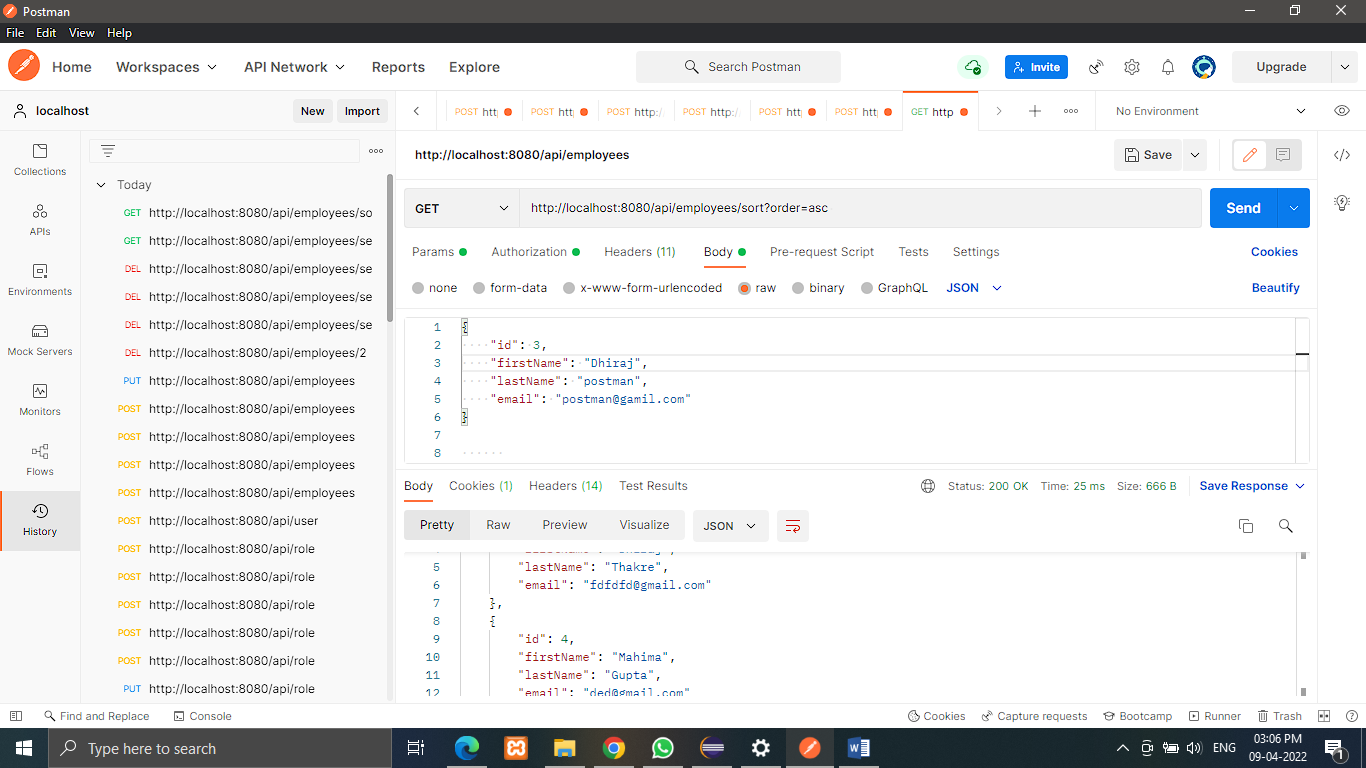 Postman
File Edit View Help
Home Workspaces API Network Reports Explore Search Postman Invite Upgrade
localhost New Import
POST htt POST htt POST http:/ POST http:/ POST htt POST htt GET http No Environment
http://localhost:8080/api/employees Save
GET http://localhost:8080/api/employees/sort?order=asc Send
Params Authorization Headers (11) Body Pre-request Script Tests Settings Cookies
none form-data x-www-form-urlencoded raw binary GraphQL JSON Beautify
1 {
2 "id": 3,
3 "firstName": "Dhiraj",
4 "lastName": "postman",
5 "email": "postman@gamil.com"
6 }
7
8
Body Cookies (1) Headers (14) Test Results Status: 200 OK Time: 25 ms Size: 666 B Save Response
Pretty Raw Preview Visualize JSON
5 "lastName": "Thakre",
6 "email": "fdfdfd@gmail.com"
7 },
8 {
9 "id": 4,
10 "firstName": "Mahima",
11 "lastName": "Gupta",
12 "email": "ded@gmail.com"
Collections
APIs
Environments
Mock Servers
Monitors
Flows
History
Today
GET http://localhost:8080/api/employees/so
GET http://localhost:8080/api/employees/se
DEL http://localhost:8080/api/employees/se
DEL http://localhost:8080/api/employees/se
DEL http://localhost:8080/api/employees/se
DEL http://localhost:8080/api/employees/2
PUT http://localhost:8080/api/employees
POST http://localhost:8080/api/employees
POST http://localhost:8080/api/employees
POST http://localhost:8080/api/employees
POST http://localhost:8080/api/employees
POST http://localhost:8080/api/user
POST http://localhost:8080/api/role
POST http://localhost:8080/api/role
POST http://localhost:8080/api/role
POST http://localhost:8080/api/role
POST http://localhost:8080/api/role
PUT http://localhost:8080/api/role
Find and Replace Console Cookies Capture requests Bootcamp Runner Trash
Type here to search ENG 03:06 PM
09-04-2022 1